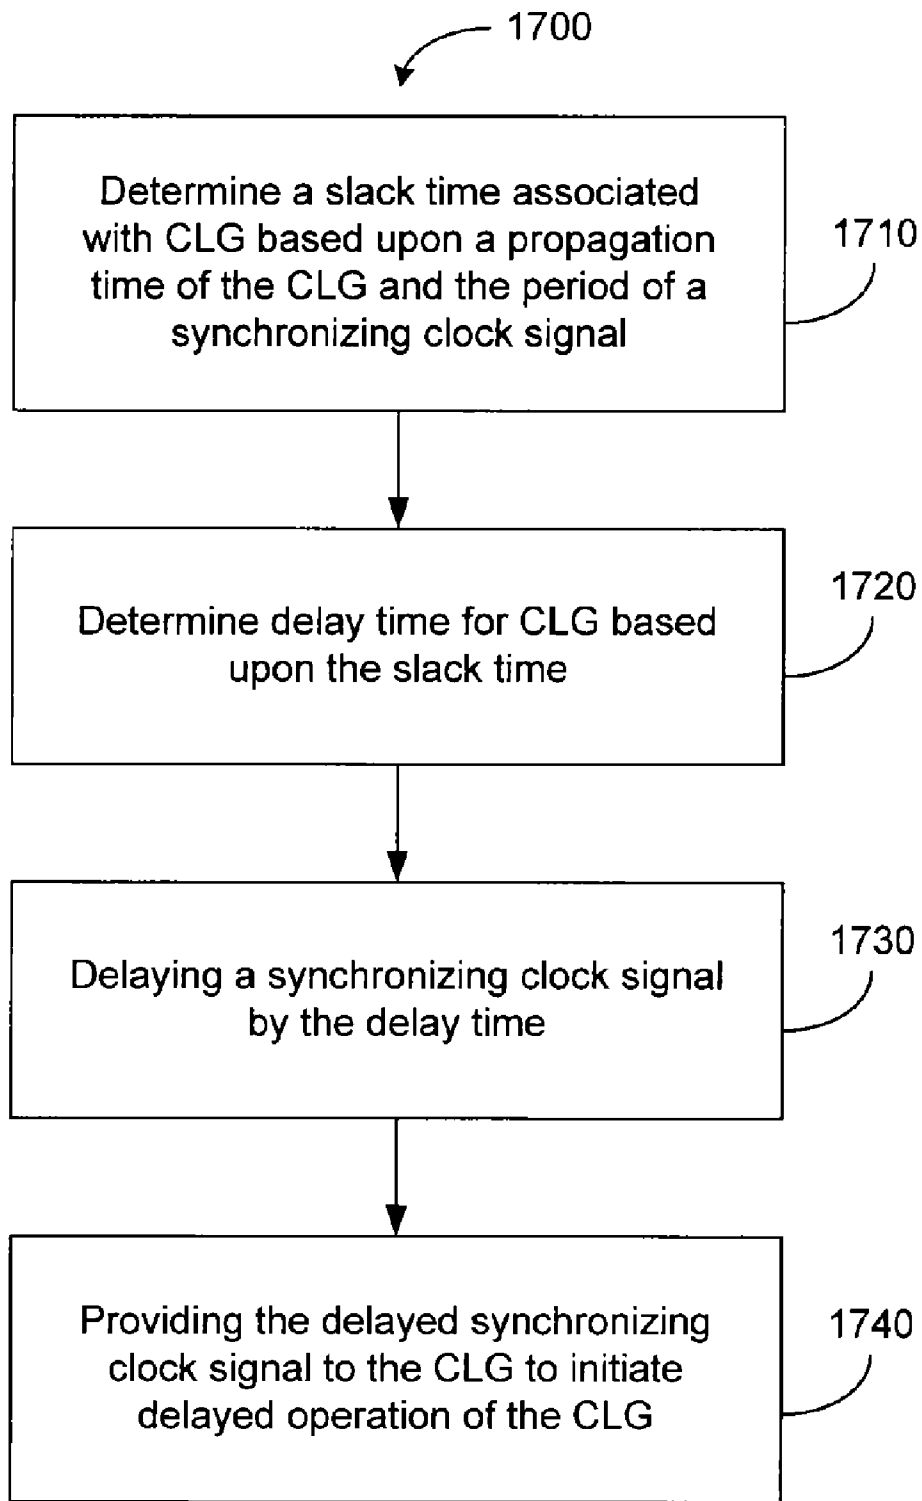 1700
Determine a slack time associated
with CLG based upon a propagation
time of the CLG and the period of a
synchronizing clock signal
1710
Determine delay time for CLG based
upon the slack time
1720
Delaying a synchronizing clock signal
by the delay time
1730
Providing the delayed synchronizing
clock signal to the CLG to initiate
delayed operation of the CLG
1740